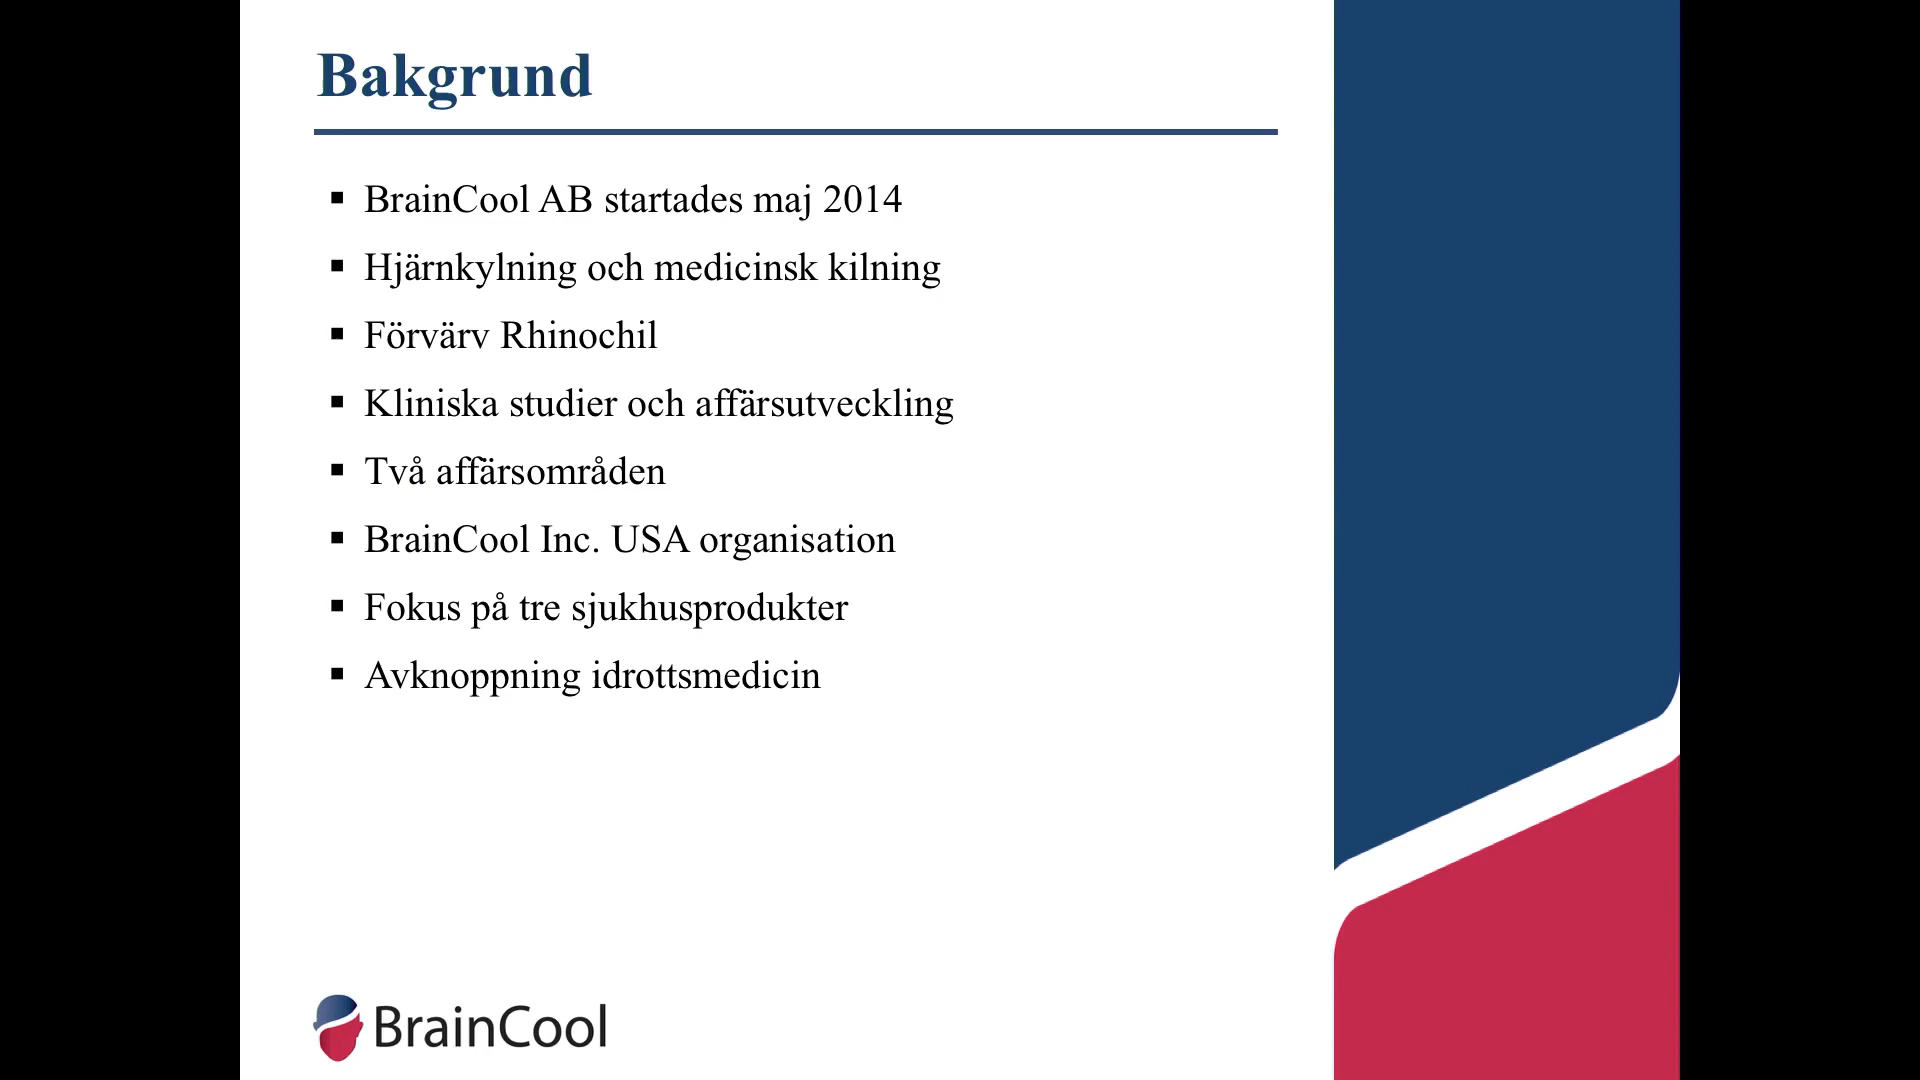 Bakgrund
▪ BrainCool AB startades maj 2014
▪ Hjärnkylning och medicinsk kilning
▪ Förvärv Rhinochil
▪ Kliniska studier och affärsutveckling
▪ Två affärsområden
▪ BrainCool Inc. USA organisation
▪ Fokus på tre sjukhusprodukter
▪ Avknoppning idrottsmedicin
BrainCool